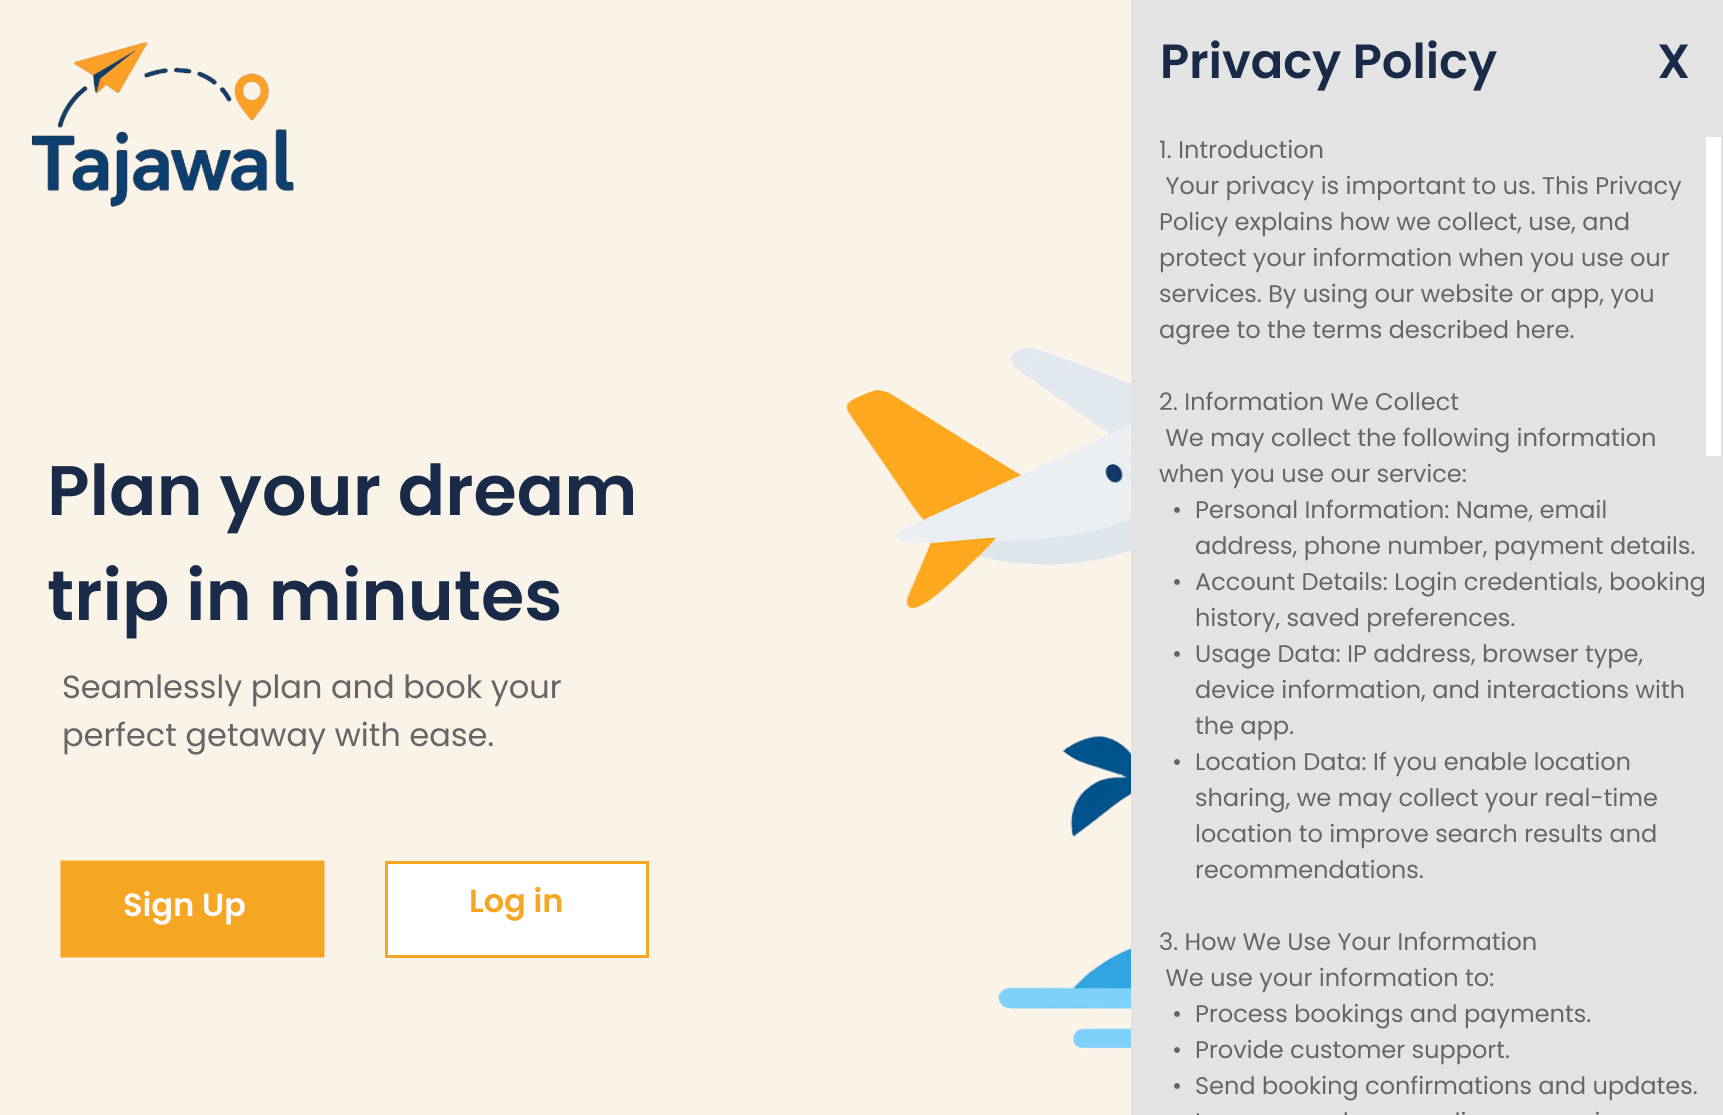 Tajawal
Plan your dream
trip in minutes
Seamlessly plan and book your
perfect getaway with ease.
Sign Up
Log in
Privacy Policy
X
1. Introduction
Your privacy is important to us. This Privacy
Policy explains how we collect, use, and
protect your information when you use our
services. By using our website or app, you
agree to the terms described here.
2. Information We Collect
We may collect the following information
when you use our service:
• Personal Information: Name, email
address, phone number, payment details.
• Account Details: Login credentials, booking
history, saved preferences.
• Usage Data: IP address, browser type,
device information, and interactions with
the app.
• Location Data: If you enable location
sharing, we may collect your real-time
location to improve search results and
recommendations.
3. How We Use Your Information
We use your information to:
• Process bookings and payments.
• Provide customer support.
• Send booking confirmations and updates.